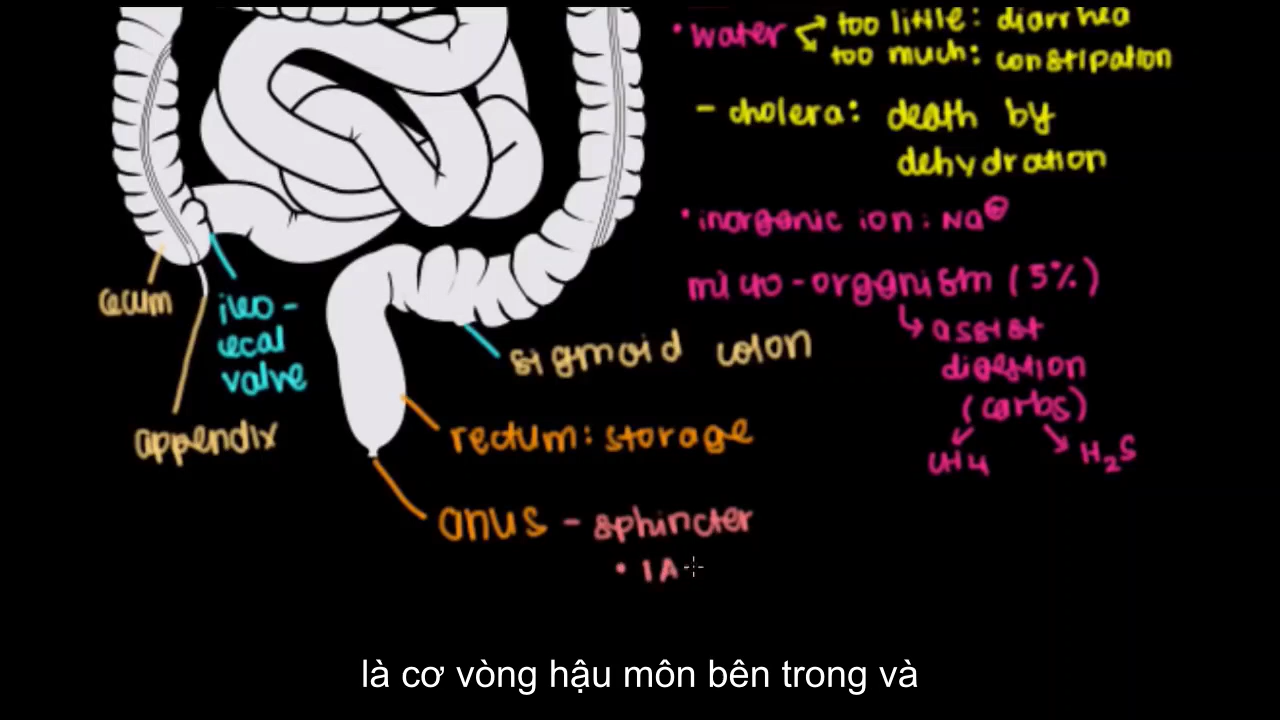 • water
too little: diarrhea
too much: constipation
- cholera: death by
dehydration
• inorganic ion: Na⊕
micro-organism (5%)
↳ assist
digestion
(carbs)
CH4
H2S
cecum
ileo-
cecal
valve
appendix
sigmoid colon
rectum: storage
anus - sphincter
• IA
là cơ vòng hậu môn bên trong và